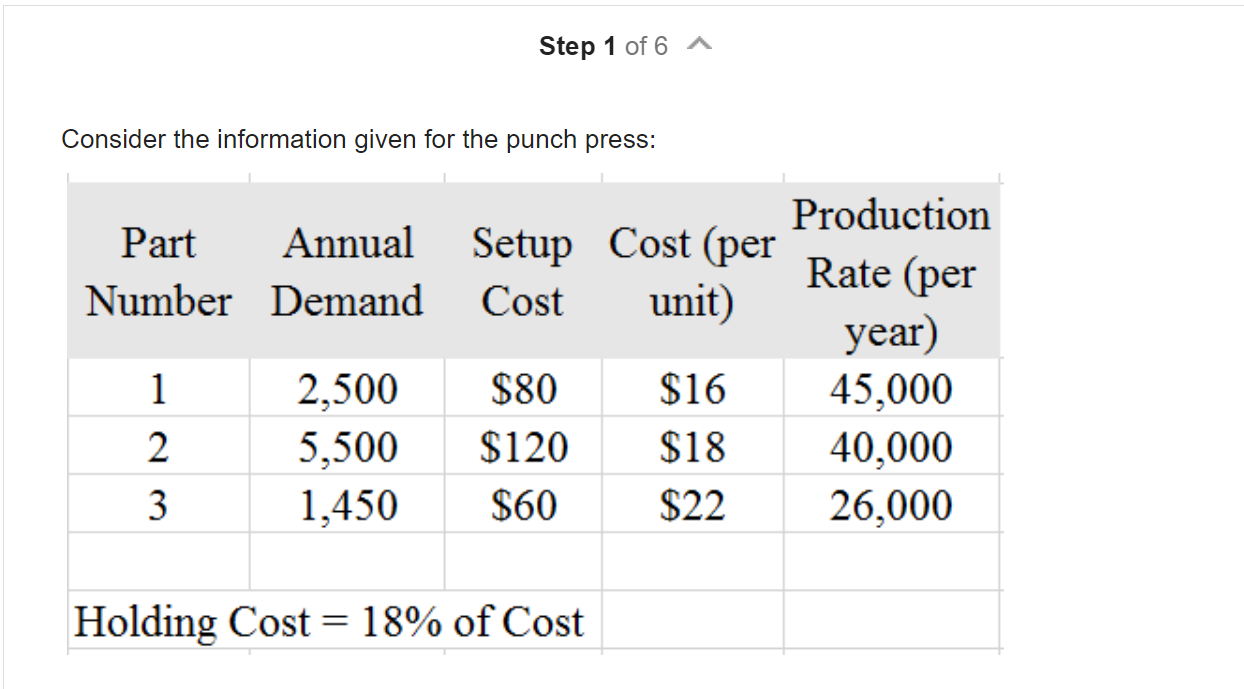 Step 1 of 6
Consider the information given for the punch press:
Part Number Annual Demand Setup Cost Cost (per unit) Production Rate (per year)
1 2,500 $80 $16 45,000
2 5,500 $120 $18 40,000
3 1,450 $60 $22 26,000
Holding Cost = 18% of Cost